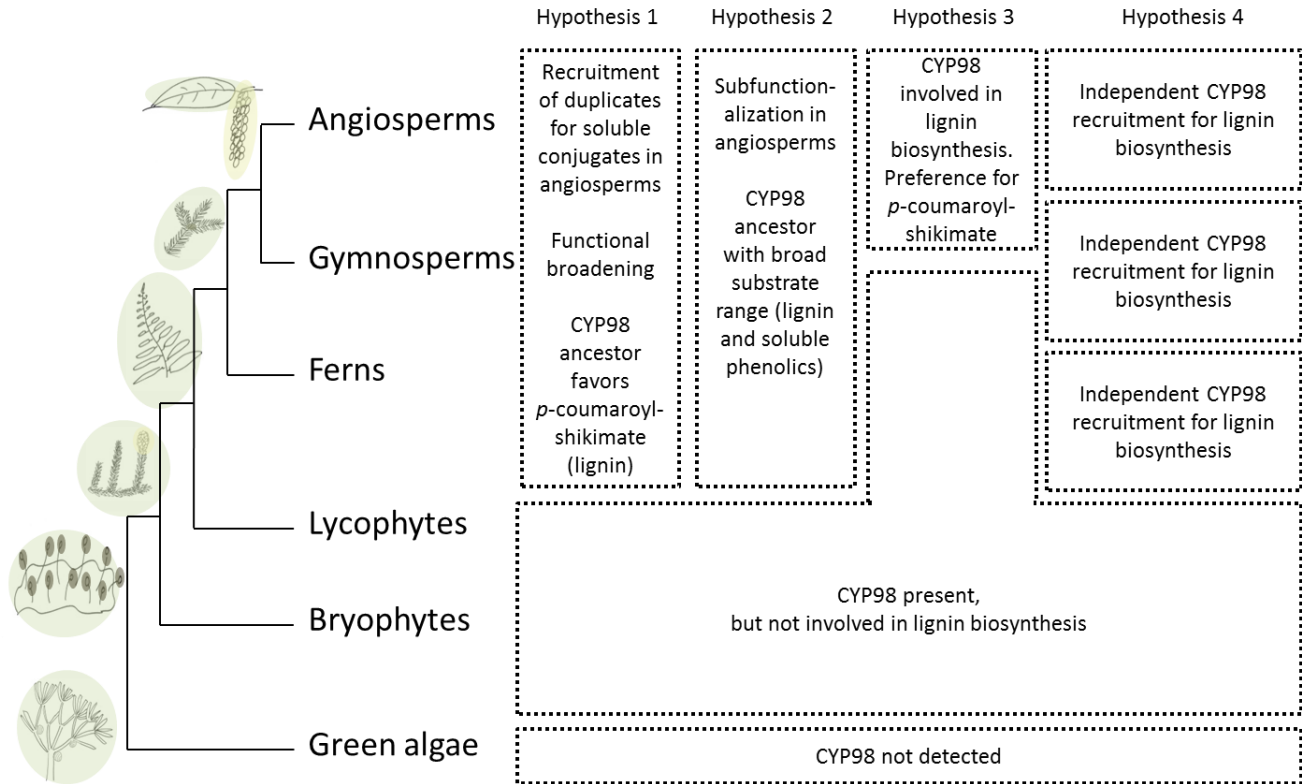 Hypothesis 1
Hypothesis 2
Hypothesis 3
Hypothesis 4
Angiosperms
Gymnosperms
Ferns
Lycophytes
Bryophytes
Green algae
Recruitment
of duplicates
for soluble
conjugates in
angiosperms
Functional
broadening
CYP98
ancestor
favors
p-coumaroyl-
shikimate
(lignin)
Subfunction-
alization in
angiosperms
CYP98
ancestor
with broad
substrate
range (lignin
and soluble
phenolics)
CYP98
involved in
lignin
biosynthesis.
Preference for
p-coumaroyl-
shikimate
Independent CYP98
recruitment for lignin
biosynthesis
Independent CYP98
recruitment for lignin
biosynthesis
Independent CYP98
recruitment for lignin
biosynthesis
CYP98 present,
but not involved in lignin biosynthesis
CYP98 not detected